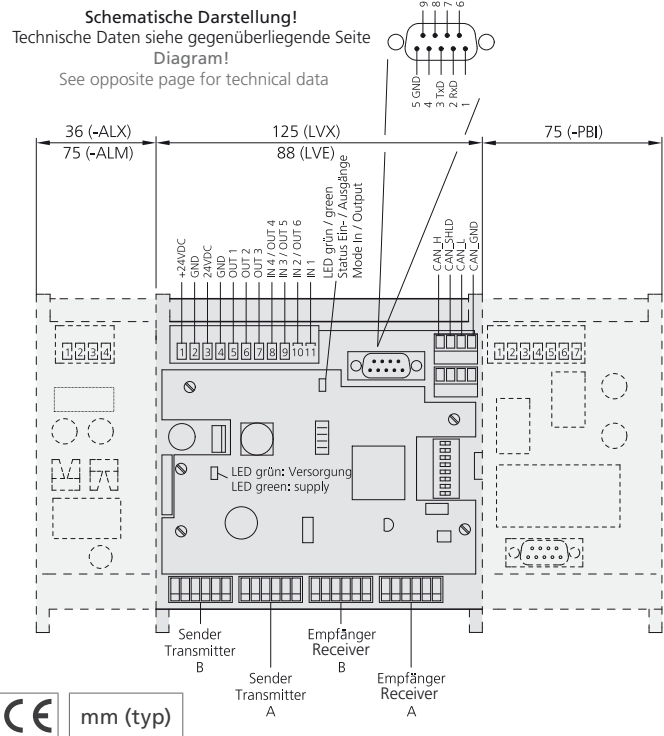 Schematische Darstellung!
Technische Daten siehe gegenüberliegende Seite
Diagram!
See opposite page for technical data
9
8
7
6
5 GND
4
3 TxD
2 RxD
1
36 (-ALX)
75 (-ALM)
125 (LVX)
88 (LVE)
75 (-PBI)
+24VDC
GND
24VDC
GND
OUT 1
OUT 2
OUT 3
IN 4 / OUT 4
IN 3 / OUT 5
IN 2 / OUT 6
IN 1
LED grün / green
Status Ein- / Ausgänge
Mode In / Output
CAN_H
CAN_SHLD
CAN_L
CAN_GND
1 2 3 4
1 2 3 4 5 6 7 8 9 10 11
1 2 3 4 5 6 7
LED grün: Versorgung
LED green: supply
Sender
Transmitter
B
Sender
Transmitter
A
Empfänger
Receiver
B
Empfänger
Receiver
A
CE
mm (typ)